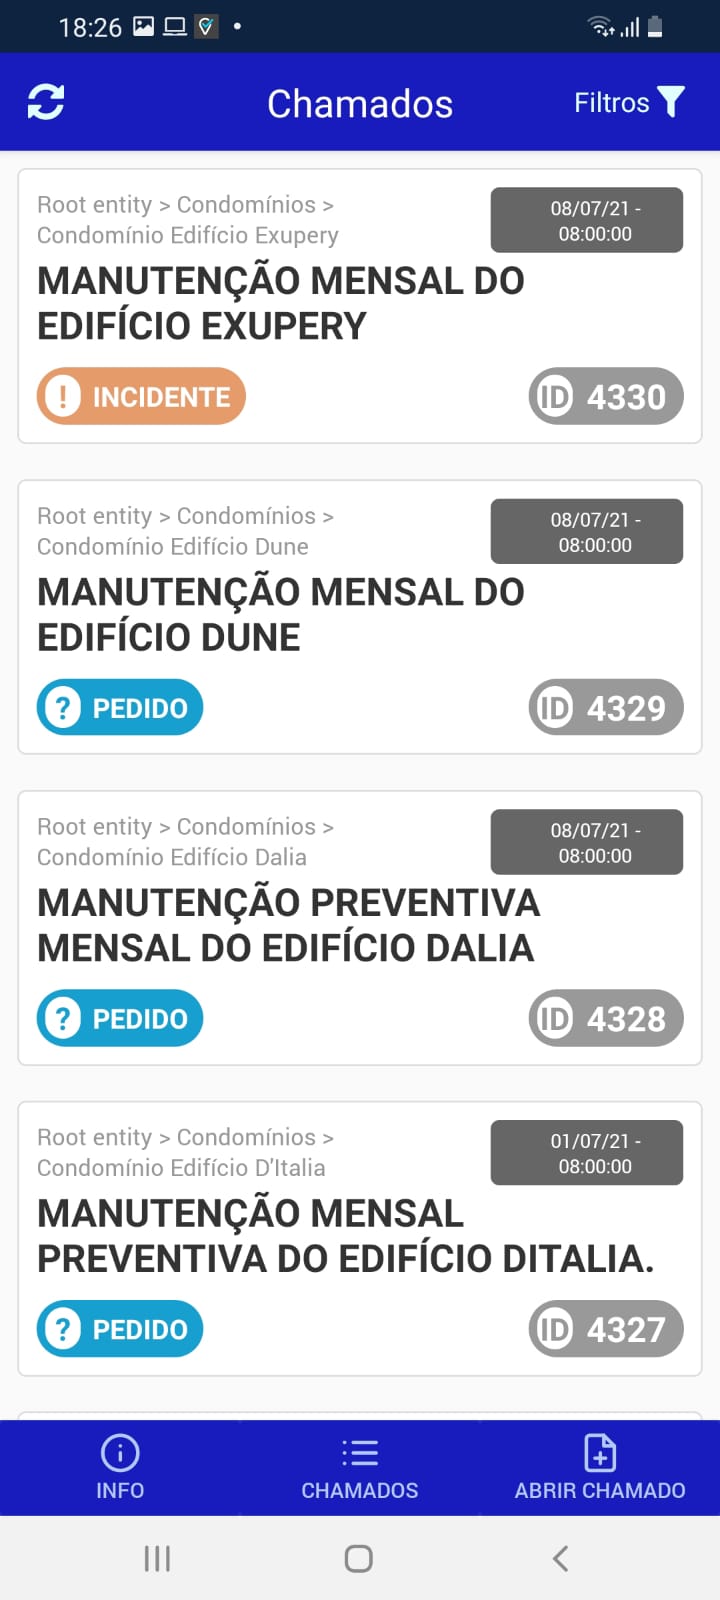 18:26
Chamados
Filtros
Root entity > Condomínios >
Condomínio Edifício Exupery
08/07/21 -
08:00:00
MANUTENÇÃO MENSAL DO
EDIFÍCIO EXUPERY
! INCIDENTE
ID 4330
Root entity > Condomínios >
Condomínio Edifício Dune
08/07/21 -
08:00:00
MANUTENÇÃO MENSAL DO
EDIFÍCIO DUNE
? PEDIDO
ID 4329
Root entity > Condomínios >
Condomínio Edifício Dalia
08/07/21 -
08:00:00
MANUTENÇÃO PREVENTIVA
MENSAL DO EDIFÍCIO DALIA
? PEDIDO
ID 4328
Root entity > Condomínios >
Condomínio Edifício D'Italia
01/07/21 -
08:00:00
MANUTENÇÃO MENSAL
PREVENTIVA DO EDIFÍCIO DITALIA.
? PEDIDO
ID 4327
INFO
CHAMADOS
ABRIR CHAMADO